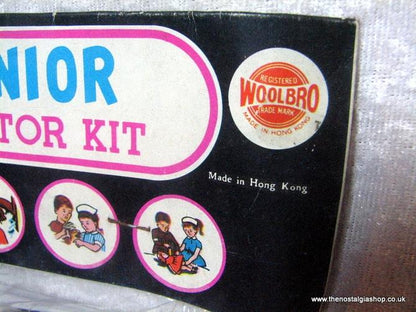 NIOR
TOR KIT
REGISTERED
WOOLBRO
TRADE MARK
MADE IN HONG KONG
Made in Hong Kong
www.thenostalgiashop.co.uk